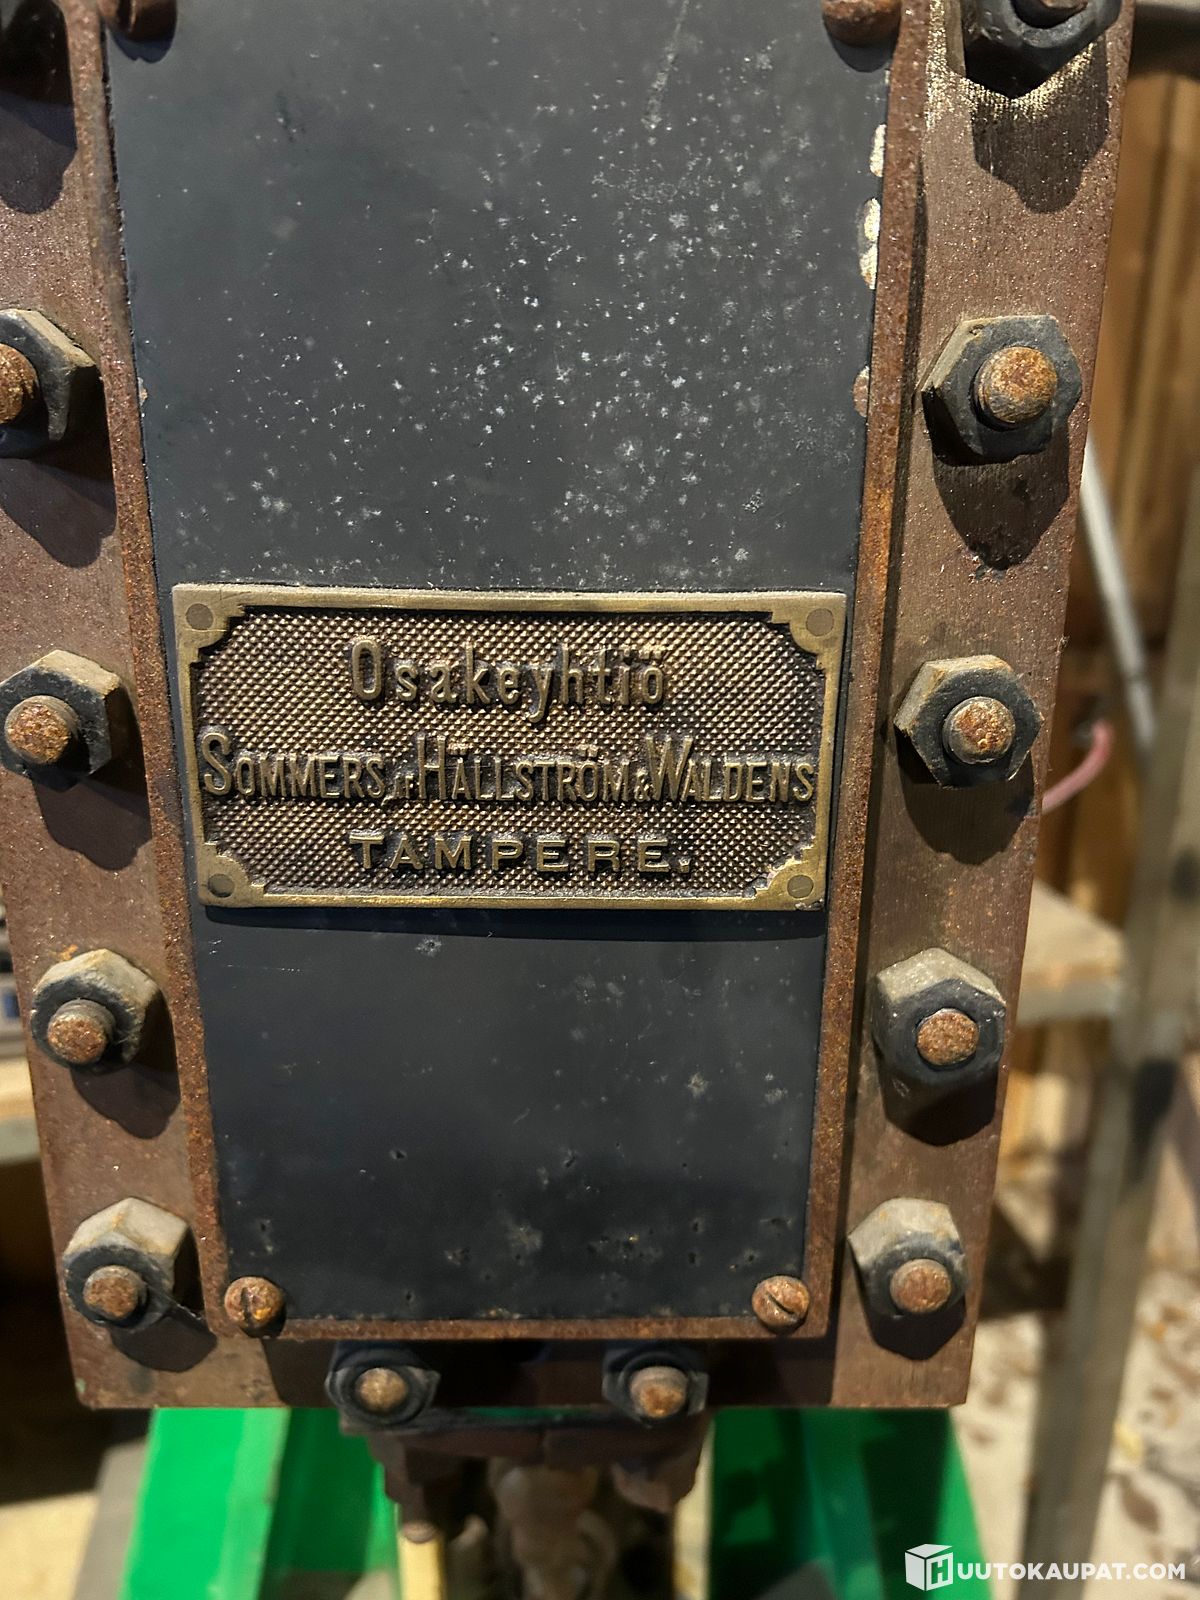 Osakeyhtiö
SOMMERS, AF HÄLLSTRÖM & WALDENS
TAMPERE.
HUUTOKAUPAT.COM